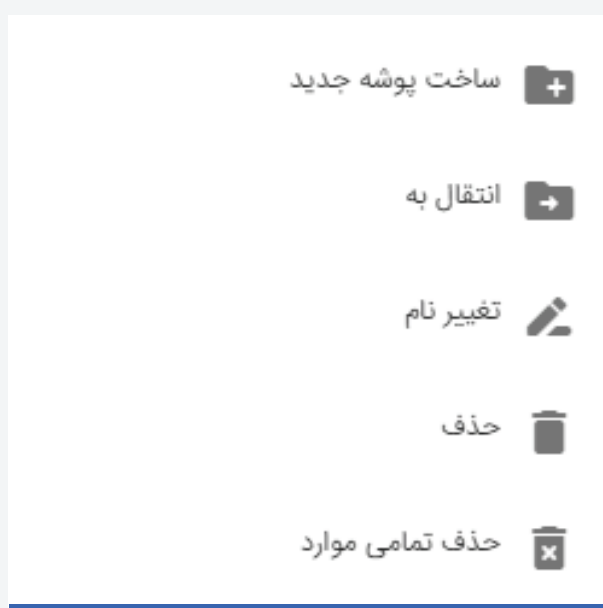 ساخت پوشه جدید
انتقال به
تغییر نام
حذف
حذف تمامی موارد